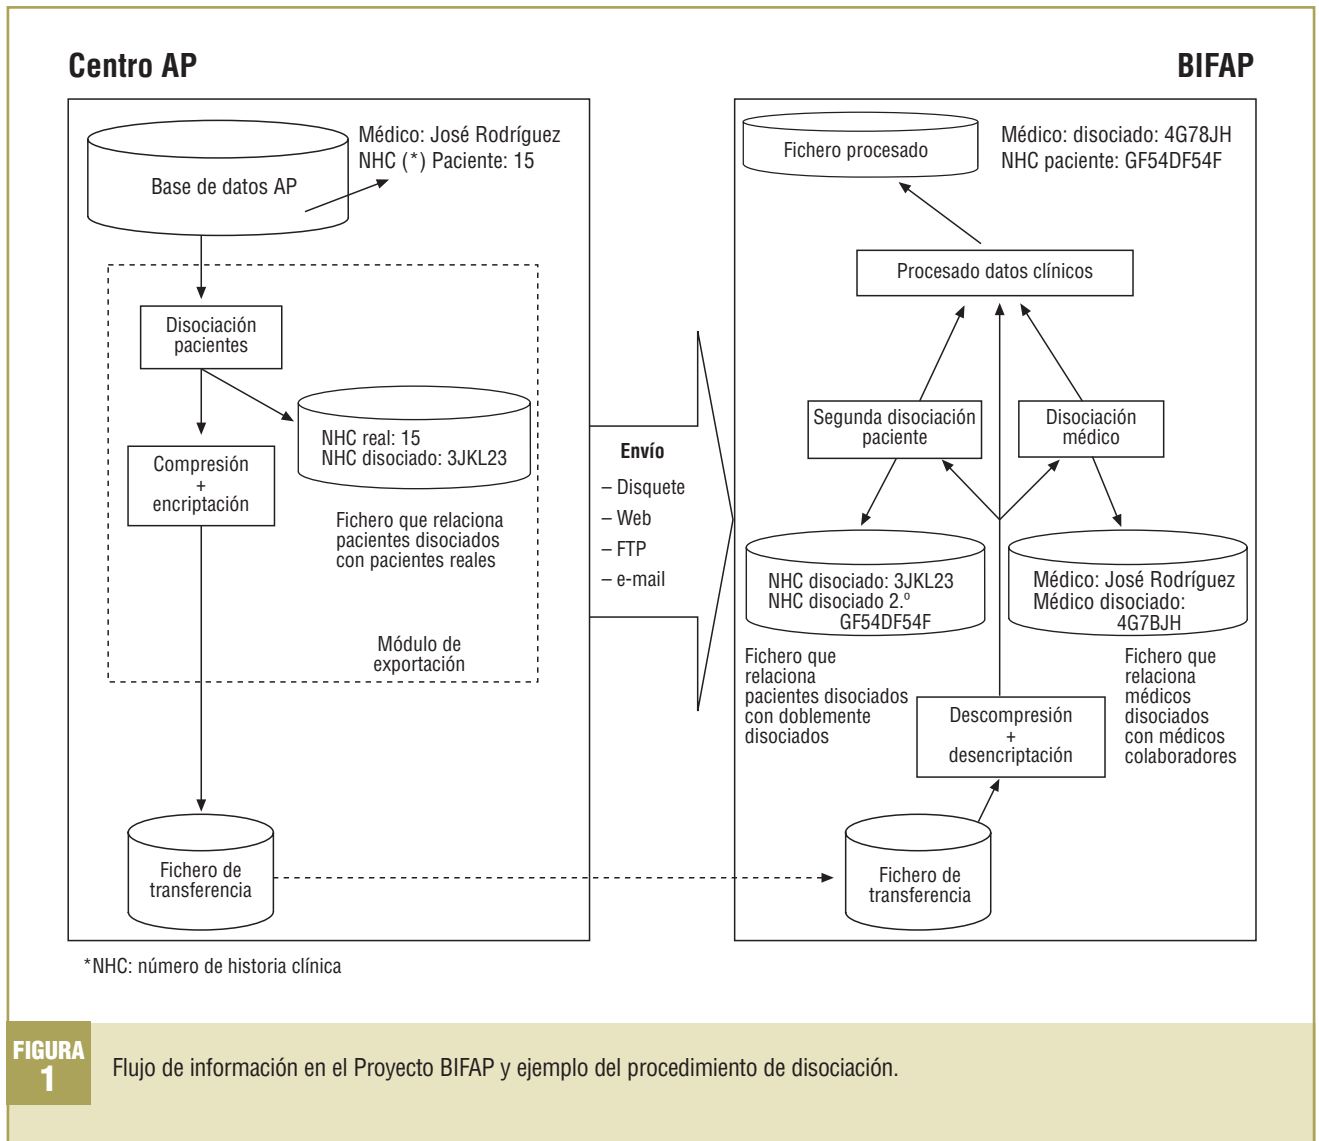 Centro AP
BIFAP
Base de datos AP
Médico: José Rodríguez
NHC (*) Paciente: 15
Disociación
pacientes
NHC real: 15
NHC disociado: 3JKL23
Compresión
+
encriptación
Fichero que relaciona
pacientes disociados
con pacientes reales
Módulo de
exportación
Fichero de
transferencia
Envío
– Disquete
– Web
– FTP
– e-mail
Fichero procesado
Médico: disociado: 4G78JH
NHC paciente: GF54DF54F
Procesado datos clínicos
Segunda disociación
paciente
Disociación
médico
NHC disociado: 3JKL23
NHC disociado 2.º
GF54DF54F
Médico: José Rodríguez
Médico disociado:
4G7BJH
Fichero que
relaciona
pacientes disociados
con doblemente
disociados
Fichero que
relaciona
médicos
disociados
con médicos
colaboradores
Descompresión
+
desencriptación
Fichero de
transferencia
*NHC: número de historia clínica
FIGURA
1
Flujo de información en el Proyecto BIFAP y ejemplo del procedimiento de disociación.